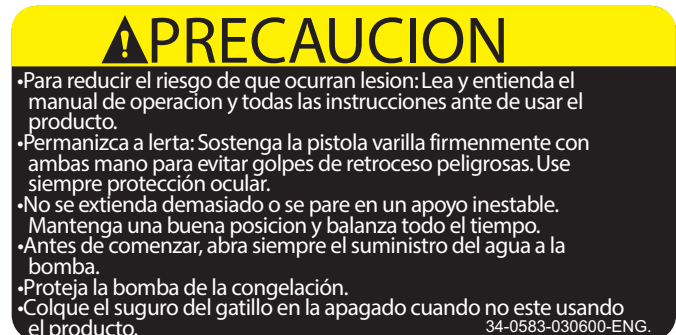 PRECAUCION
•Para reducir el riesgo de que ocurran lesion: Lea y entienda el
manual de operacion y todas las instrucciones ante de usar el
producto.
•Permanizca a lerta: Sostenga la pistola varilla firmenmente con
ambas mano para evitar golpes de retroceso peligrosas. Use
siempre protección ocular.
•No se extienda demasiado o se pare en un apoyo inestable.
Mantenga una buena posicion y balanza todo el tiempo.
•Antes de comenzar, abra siempre el suministro del agua a la
bomba.
•Proteja la bomba de la congelación.
•Colque el suguro del gatillo en la apagado cuando no este usando
el producto.
34-0583-030600-ENG.